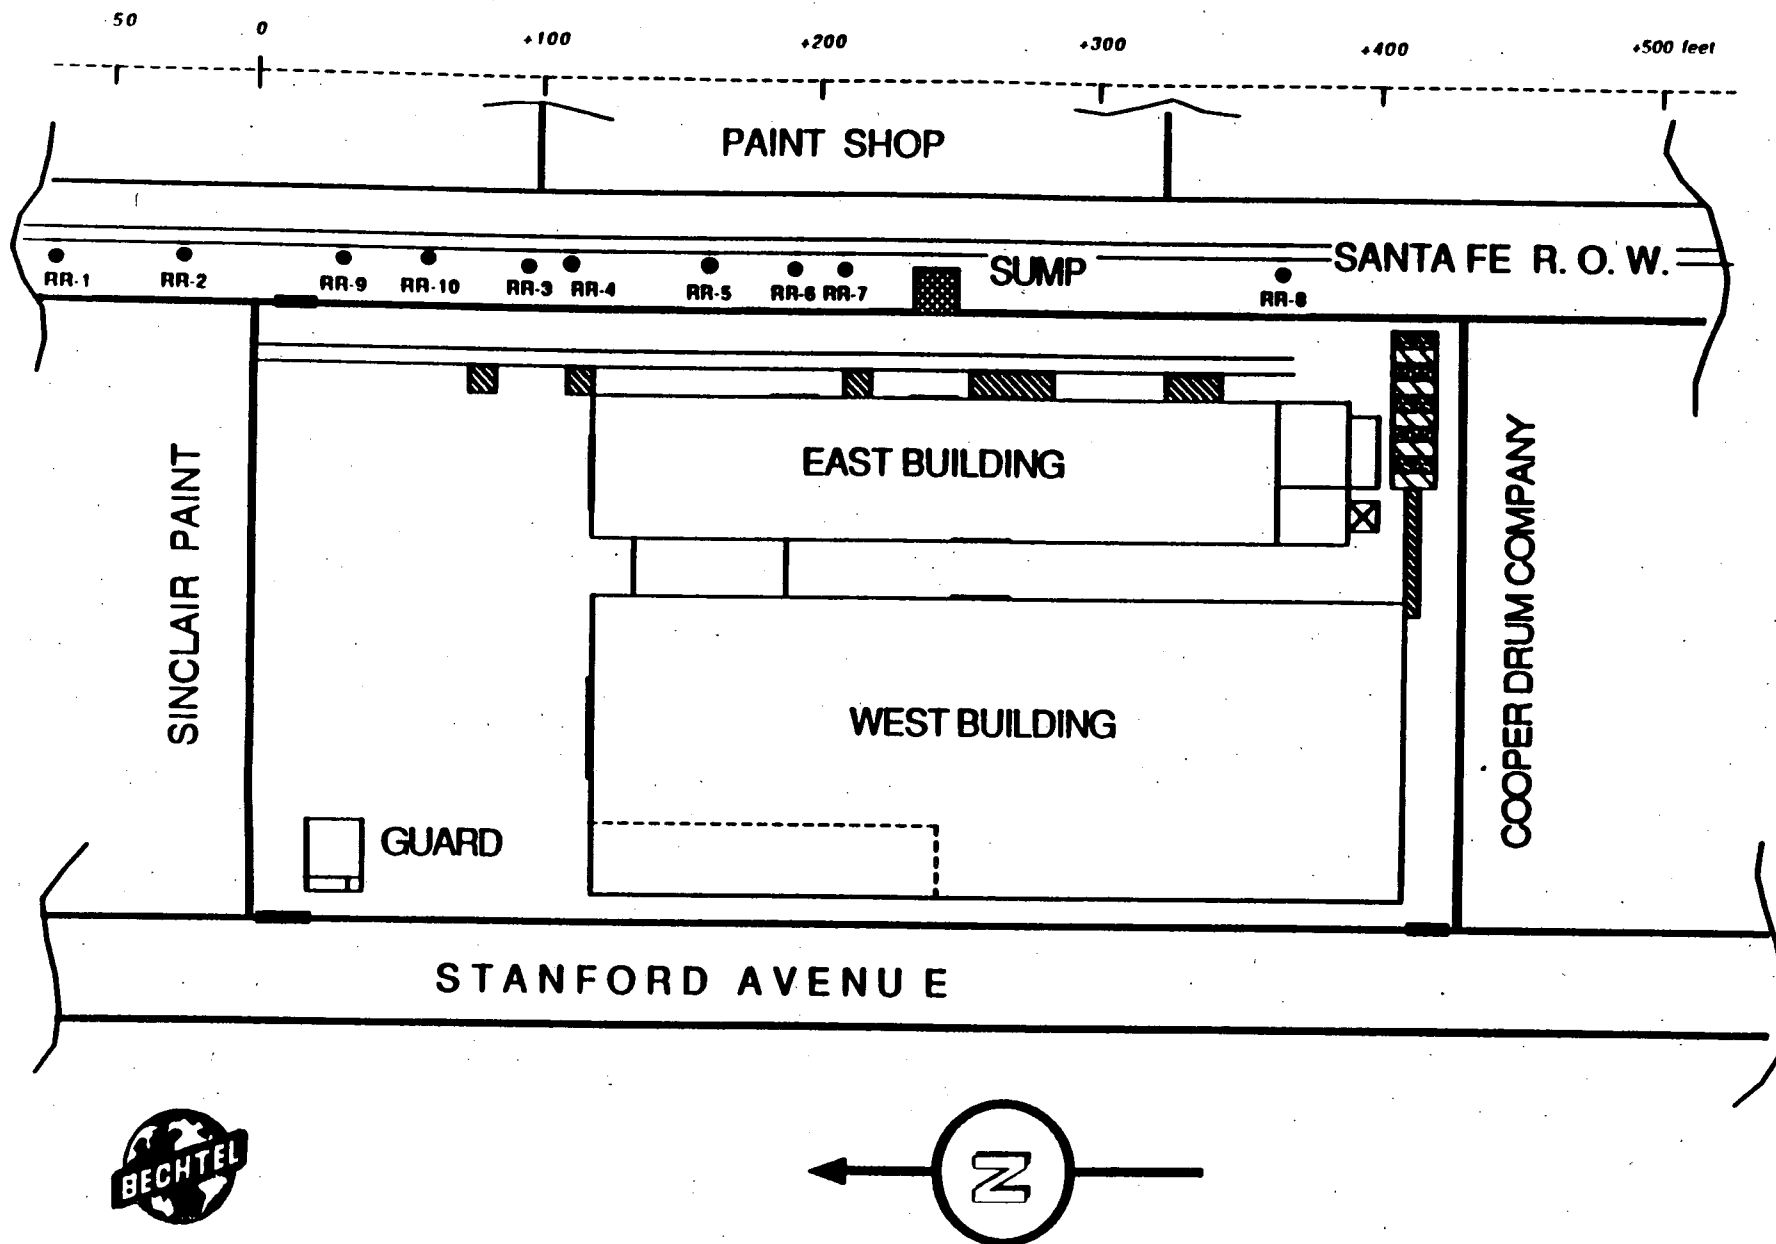 50 0 +100 +200 +300 +400 +500 feet
PAINT SHOP
SANTA FE R. O. W.
SUMP
RR-1 RR-2 RR-9 RR-10 RR-3 RR-4 RR-5 RR-6 RR-7 RR-8
EAST BUILDING
SINCLAIR PAINT
COOPER DRUM COMPANY
WEST BUILDING
GUARD
STANFORD AVENUE
BECHTEL
N